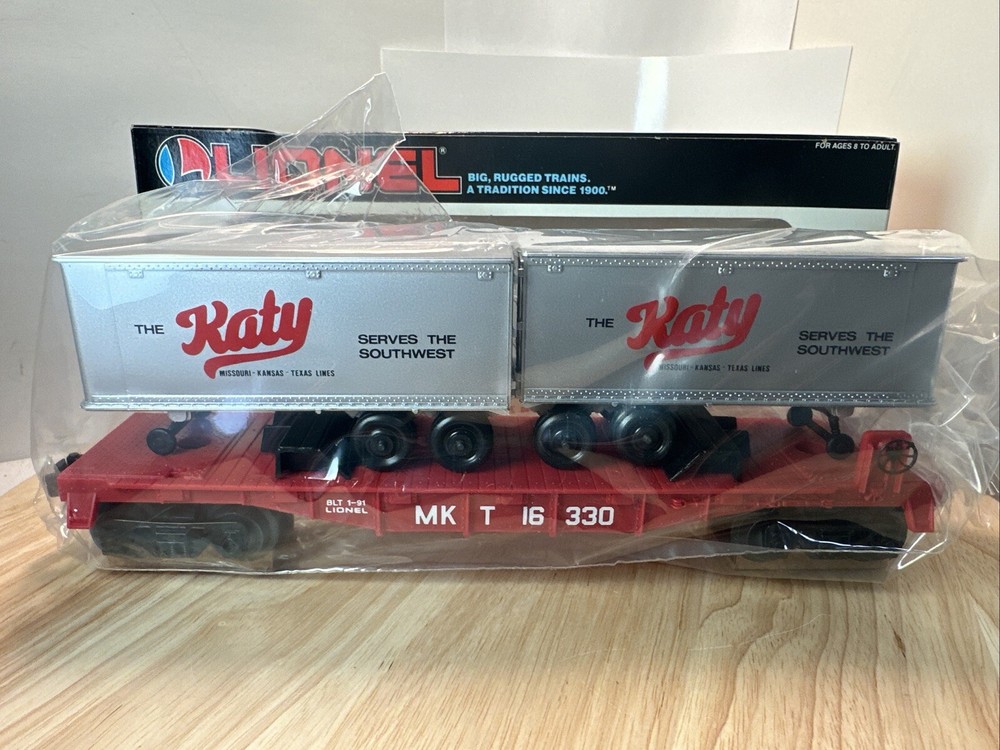 LIONEL®
BIG, RUGGED TRAINS.
A TRADITION SINCE 1900.™
FOR AGES 8 TO ADULT
THE Katy
SERVES THE
SOUTHWEST
MISSOURI - KANSAS - TEXAS LINES
THE Katy
SERVES THE
SOUTHWEST
MISSOURI - KANSAS - TEXAS LINES
BLT 1-91
LIONEL
MK T 16 330